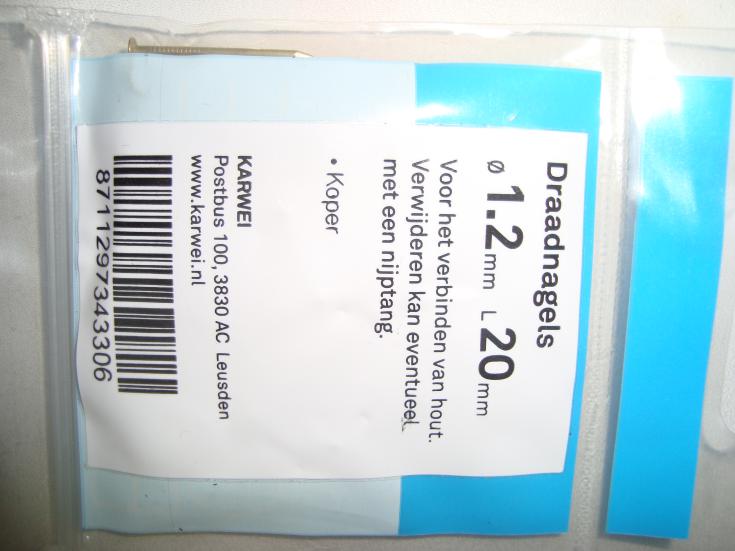 Draadnagels
ø 1.2 mm L 20 mm
Voor het verbinden van hout.
Verwijderen kan eventueel
met een nijptang.
• Koper
KARWEI
Postbus 100, 3830 AC Leusden
www.karwei.nl
8711297343306